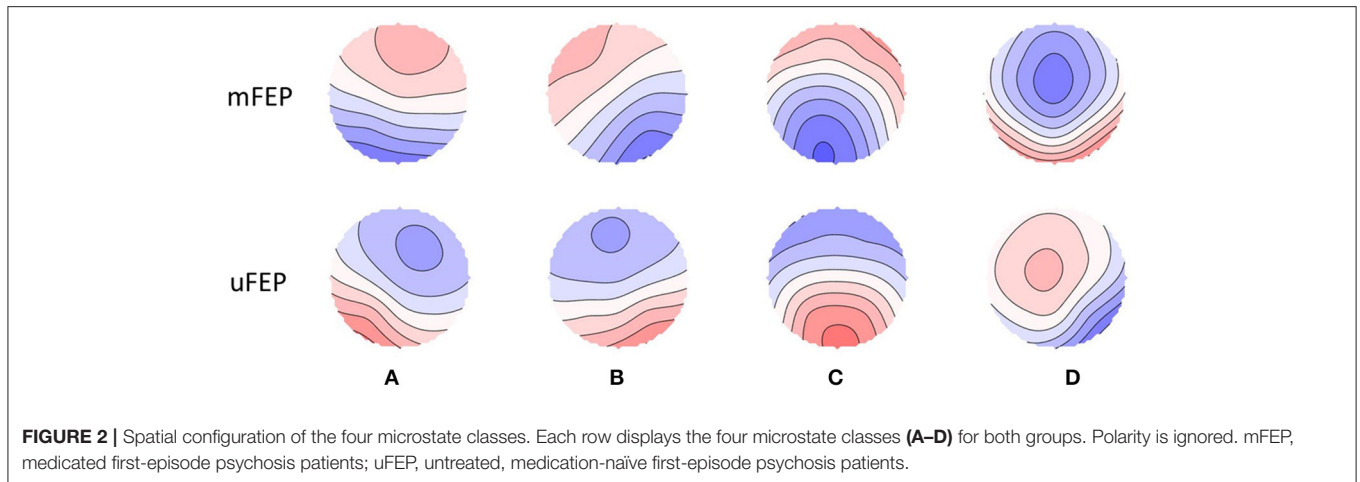 mFEP
uFEP
A B C D
FIGURE 2 | Spatial configuration of the four microstate classes. Each row displays the four microstate classes (A–D) for both groups. Polarity is ignored. mFEP,
medicated first-episode psychosis patients; uFEP, untreated, medication-naïve first-episode psychosis patients.